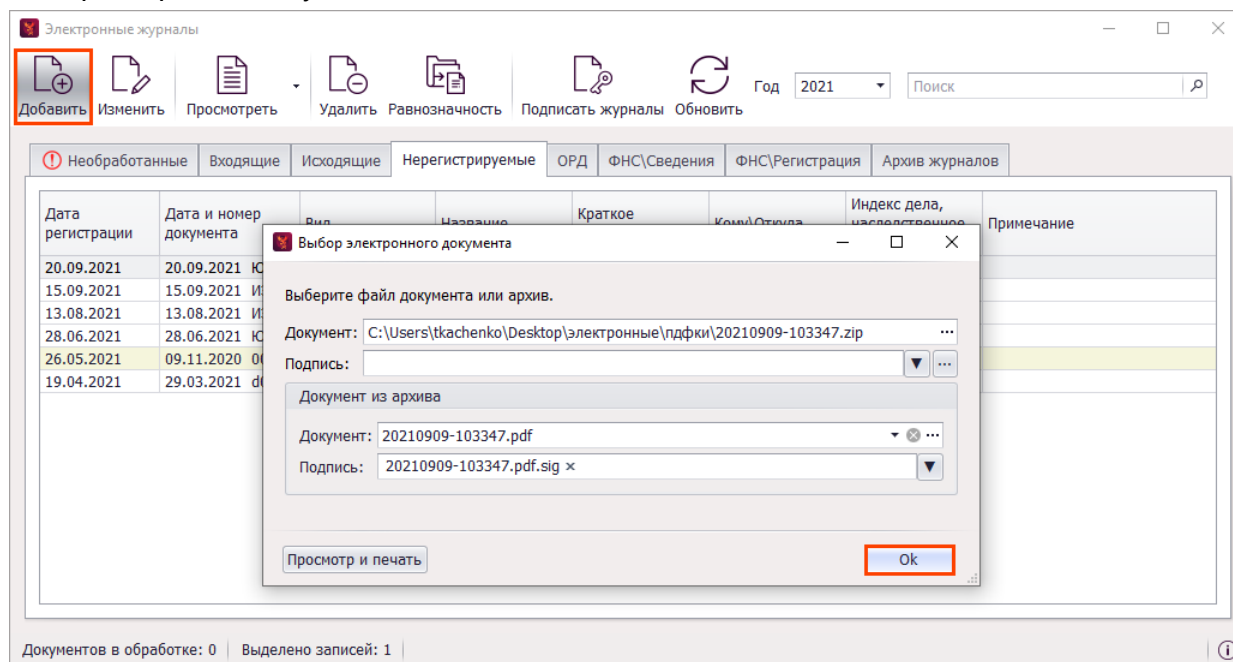 Электронные журналы
Добавить Изменить Просмотреть Удалить Равнозначность Подписать журналы Обновить Год 2021 Поиск
Необработанные Входящие Исходящие Нерегистрируемые ОРД ФНС\Сведения ФНС\Регистрация Архив журналов
Дата регистрации Дата и номер документа Вид Название Краткое Кому\Откуда Индекс дела, наследственное Примечание
20.09.2021 20.09.2021
15.09.2021 15.09.2021
13.08.2021 13.08.2021
28.06.2021 28.06.2021
26.05.2021 09.11.2020
19.04.2021 29.03.2021
Выбор электронного документа
Выберите файл документа или архив.
Документ: C:\Users\tkachenko\Desktop\электронные\пдфки\20210909-103347.zip ...
Подпись: ...
Документ из архива
Документ: 20210909-103347.pdf ...
Подпись: 20210909-103347.pdf.sig ×
Просмотр и печать Ok
Документов в обработке: 0 Выделено записей: 1